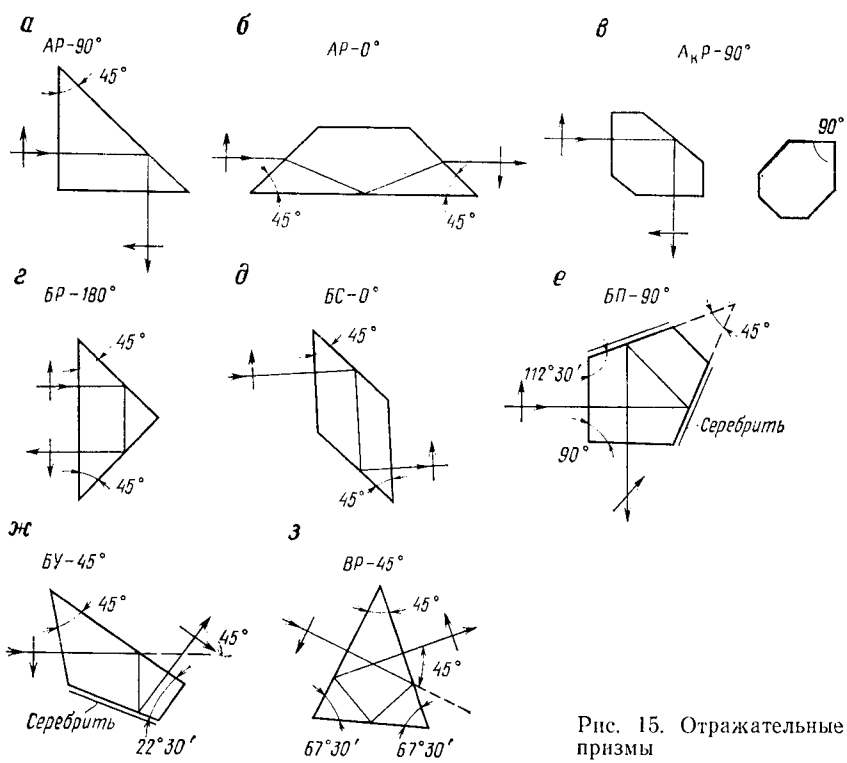 а
АР-90°
45°
б
АР-0°
45°
45°
в
АкР-90°
90°
г
БР-180°
45°
45°
д
БС-0°
45°
45°
е
БП-90°
45°
112°30′
Серебрить
90°
ж
БУ-45°
45°
45°
Серебрить
22°30′
з
ВР-45°
45°
45°
67°30′
67°30′
Рис. 15. Отражательные
призмы